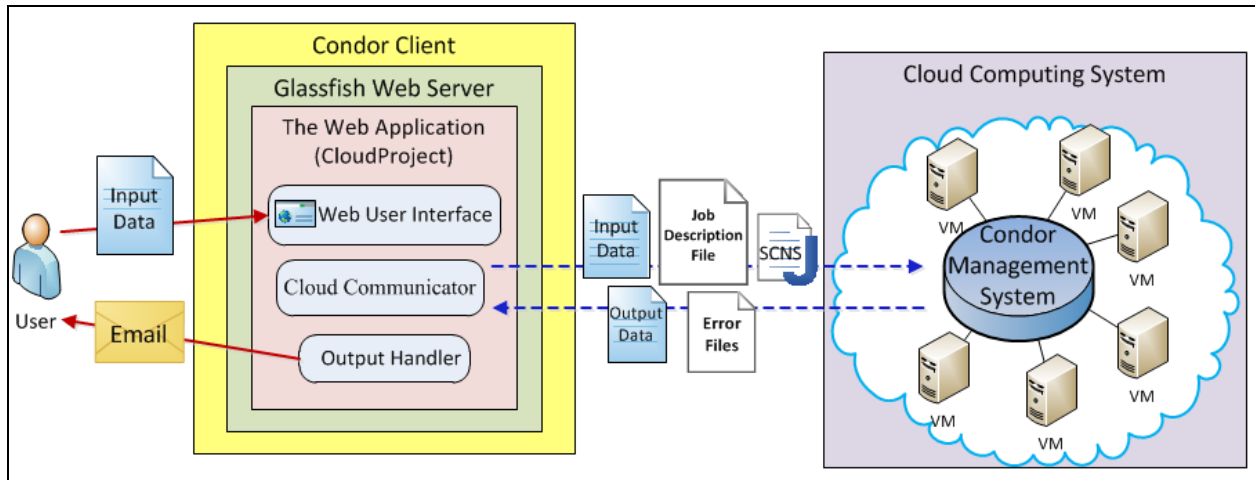 Condor Client
Glassfish Web Server
The Web Application
(CloudProject)
Input
Data
Web User Interface
Cloud Communicator
Output Handler
User
Email
Input
Data
Job
Description
File
SCNS
J
Output
Data
Error
Files
Cloud Computing System
VM
VM
VM
Condor
Management
System
VM
VM
VM
VM